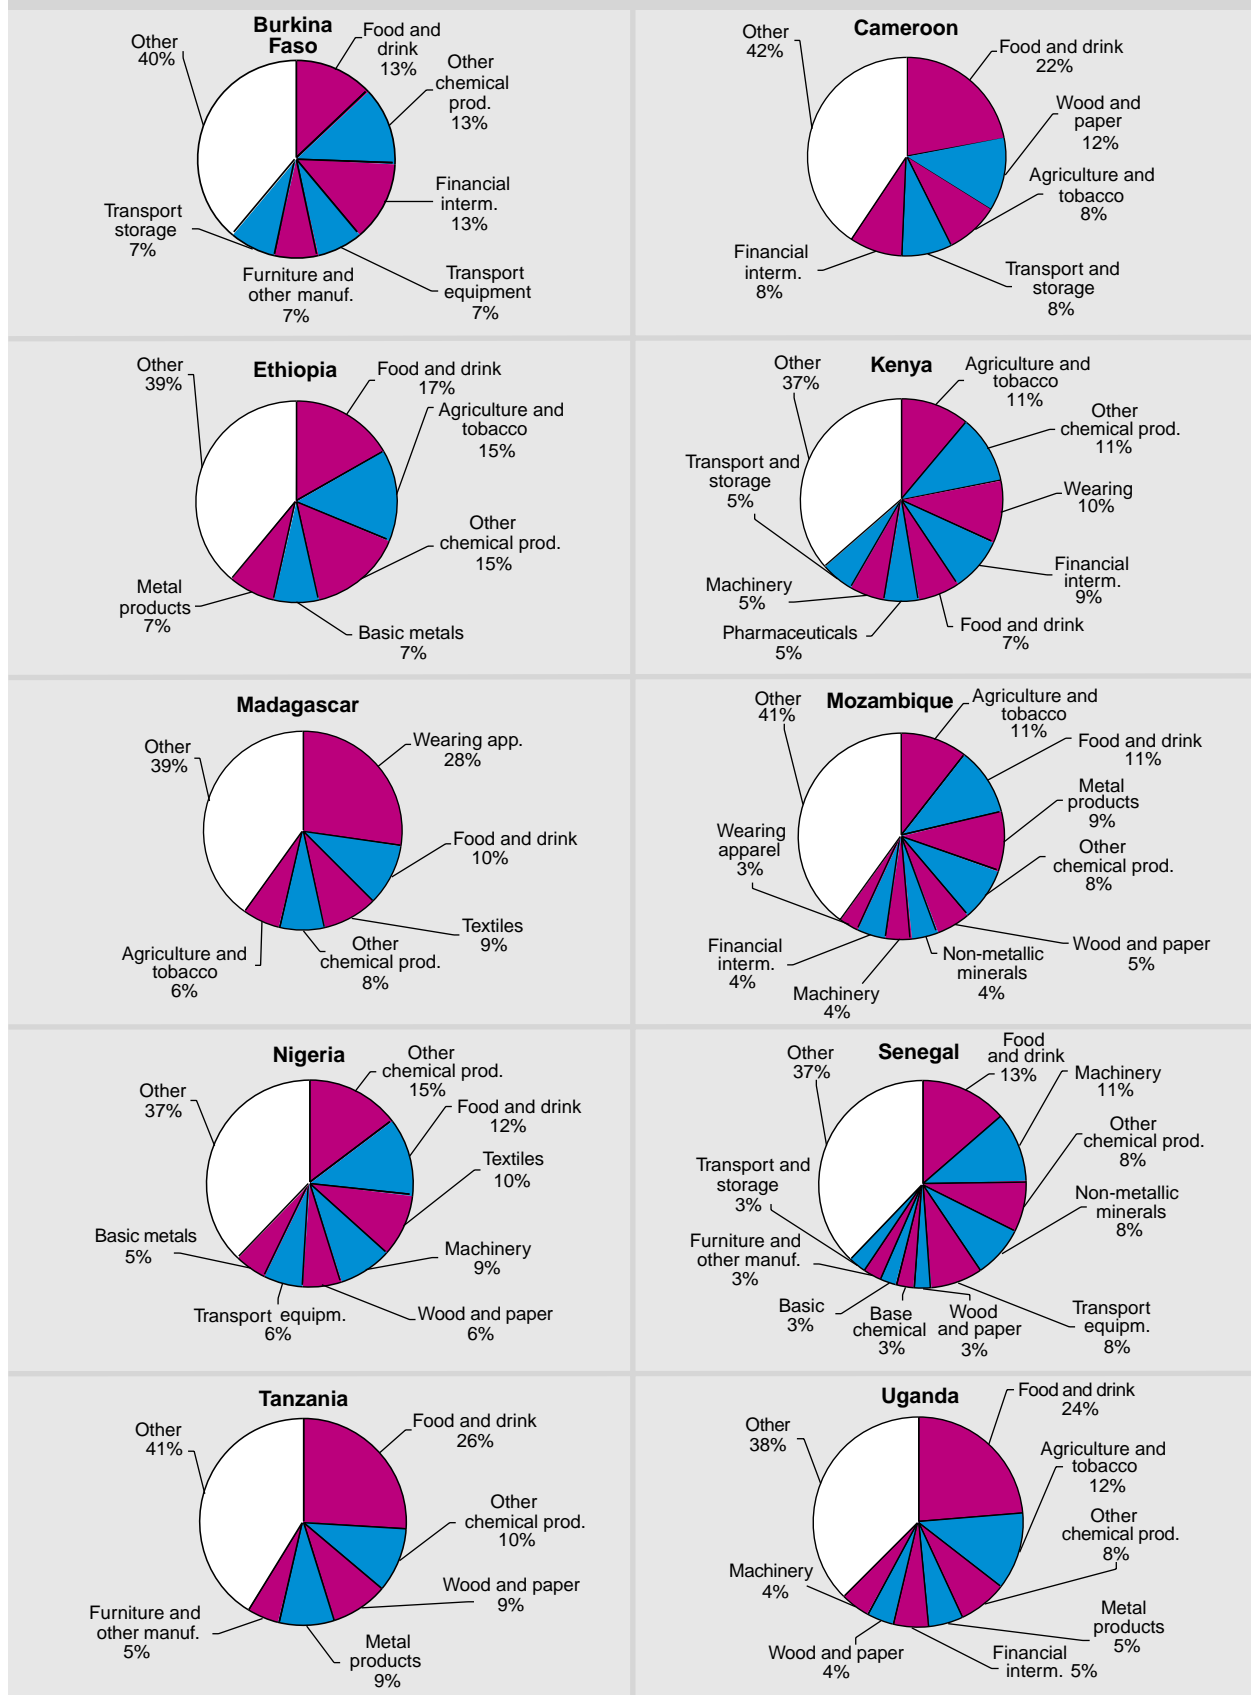 Burkina
Faso
Food and
drink
13%
Other
chemical
prod.
13%
Financial
interm.
13%
Transport
equipment
7%
Furniture and
other manuf.
7%
Transport
storage
7%
Other
40%
Cameroon
Food and drink
22%
Wood and
paper
12%
Agriculture and
tobacco
8%
Transport and
storage
8%
Financial
interm.
8%
Other
42%
Ethiopia
Food and drink
17%
Agriculture and
tobacco
15%
Other
chemical prod.
15%
Basic metals
7%
Metal
products
7%
Other
39%
Kenya
Agriculture and
tobacco
11%
Other
chemical prod.
11%
Wearing
10%
Financial
interm.
9%
Food and drink
7%
Pharmaceuticals
5%
Machinery
5%
Transport and
storage
5%
Other
37%
Madagascar
Wearing app.
28%
Food and drink
10%
Textiles
9%
Other
chemical prod.
8%
Agriculture and
tobacco
6%
Other
39%
Mozambique
Agriculture and
tobacco
11%
Food and drink
11%
Metal
products
9%
Other
chemical prod.
8%
Wood and paper
5%
Non-metallic
minerals
4%
Machinery
4%
Financial
interm.
4%
Wearing
apparel
3%
Other
41%
Nigeria
Other
chemical prod.
15%
Food and drink
12%
Textiles
10%
Machinery
9%
Wood and paper
6%
Transport equipm.
6%
Basic metals
5%
Other
37%
Senegal
Food
and drink
13%
Machinery
11%
Other
chemical prod.
8%
Non-metallic
minerals
8%
Transport
equipm.
8%
Wood
and paper
3%
Base
chemical
3%
Basic
3%
Furniture and
other manuf.
3%
Transport and
storage
3%
Other
37%
Tanzania
Food and drink
26%
Other
chemical prod.
10%
Wood and paper
9%
Metal
products
9%
Furniture and
other manuf.
5%
Other
41%
Uganda
Food and drink
24%
Agriculture and
tobacco
12%
Other
chemical prod.
8%
Metal
products
5%
Financial
interm. 5%
Wood and paper
4%
Machinery
4%
Other
38%